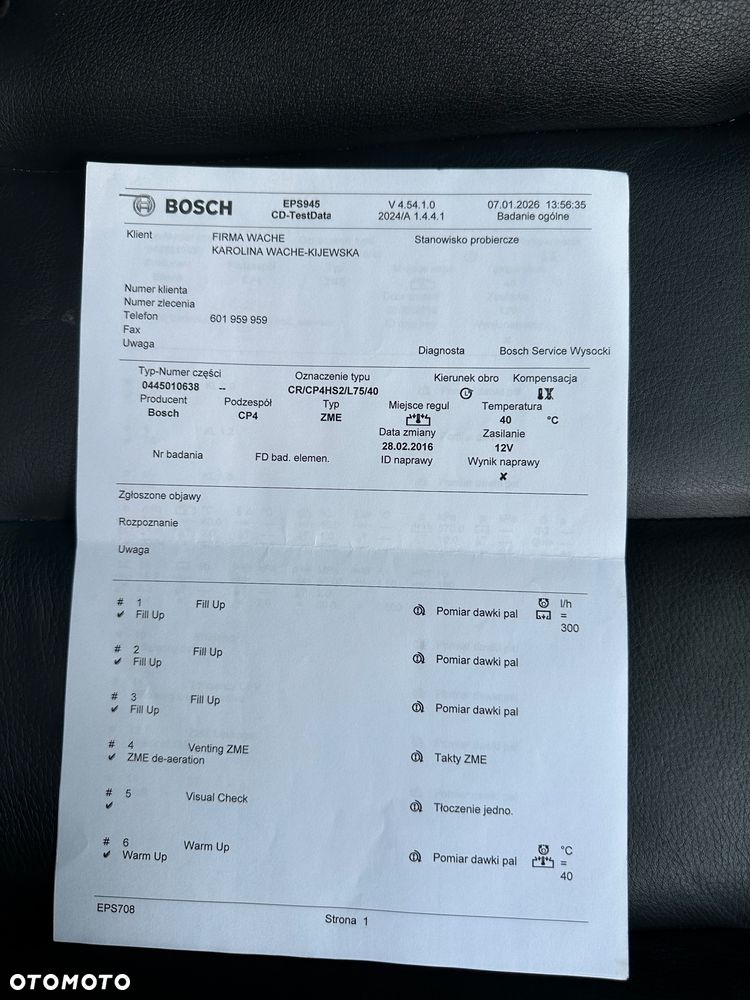 BOSCH EPS945 V 4.54.1.0 07.01.2026 13:56:35
CD-TestData 2024/A 1.4.4.1 Badanie ogólne
Klient FIRMA WACHE Stanowisko probiercze
KAROLINA WACHE-KIJEWSKA
Numer klienta
Numer zlecenia
Telefon 601 959 959
Fax
Uwaga Diagnosta Bosch Service Wysocki
Typ-Numer części Oznaczenie typu Kierunek obro Kompensacja
0445010638 -- CR/CP4HS2/L75/40
Producent Podzespół Typ Miejsce regul Temperatura
Bosch CP4 ZME 40 °C
Data zmiany Zasilanie
28.02.2016 12V
Nr badania FD bad. elemen. ID naprawy Wynik naprawy
✘
Zgłoszone objawy
Rozpoznanie
Uwaga
# 1 Fill Up l/h
✔ Fill Up Pomiar dawki pal =
300
# 2 Fill Up
✔ Fill Up Pomiar dawki pal
# 3 Fill Up
✔ Fill Up Pomiar dawki pal
# 4 Venting ZME
✔ ZME de-aeration Takty ZME
# 5 Visual Check
✔ Tłoczenie jedno.
# 6 Warm Up °C
✔ Warm Up Pomiar dawki pal =
40
EPS708 Strona 1
OTOMOTO